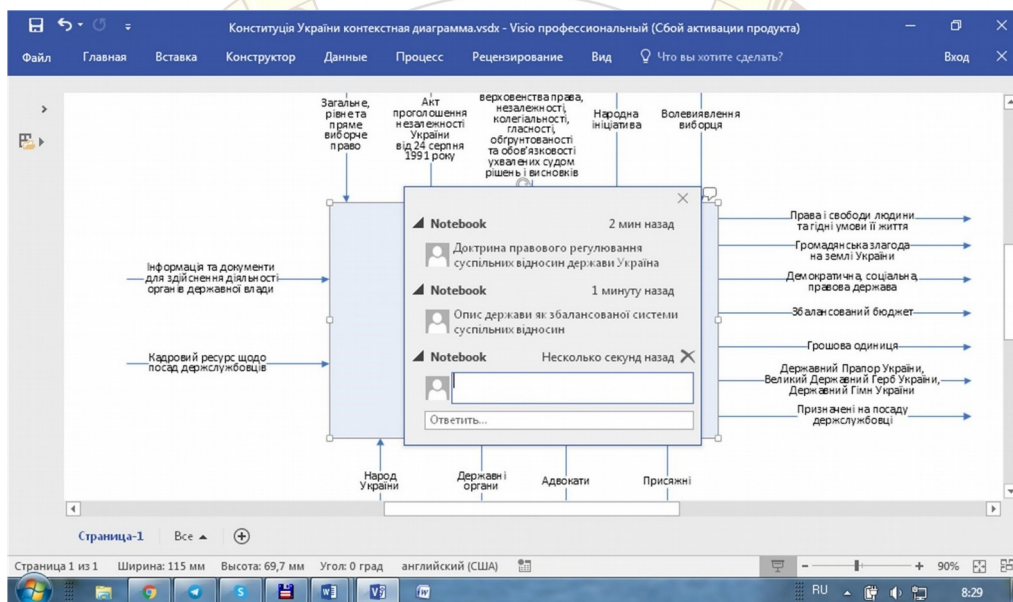 Конституція України контекстная диаграмма.vsdx - Visio профессиональный (Сбой активации продукта)
Файл Главная Вставка Конструктор Данные Процесс Рецензирование Вид Что вы хотите сделать? Вход
Загальне,
рівне та
пряме
виборче
право
Акт
проголошення
незалежності
України
від 24 серпня
1991 року
верховенства права,
незалежності,
колегіальності,
гласності,
обґрунтованості
та обов'язковості
ухвалених судом
рішень і висновків
Народна
ініціатива
Волевиявлення
виборця
Інформація та документи
для здійснення діяльності
органів державної влади
Кадровий ресурс щодо
посад держслужбовців
Notebook 2 мин назад
Доктрина правового регулювання
суспільних відносин держави Україна
Notebook 1 минуту назад
Опис держави як збалансованої системи
суспільних відносин
Notebook Несколько секунд назад
Ответить...
Права і свободи людини
та гідні умови її життя
Громадянська злагода
на землі України
Демократична, соціальна,
правова держава
Збалансований бюджет
Грошова одиниця
Державний Прапор України,
Великий Державний Герб України,
Державний Гімн України
Призначені на посаду
держслужбовці
Народ
України
Державні
органи
Адвокати
Присяжні
Страница-1 Все
Страница 1 из 1 Ширина: 115 мм Высота: 69,7 мм Угол: 0 град английский (США) 90%
RU 8:29